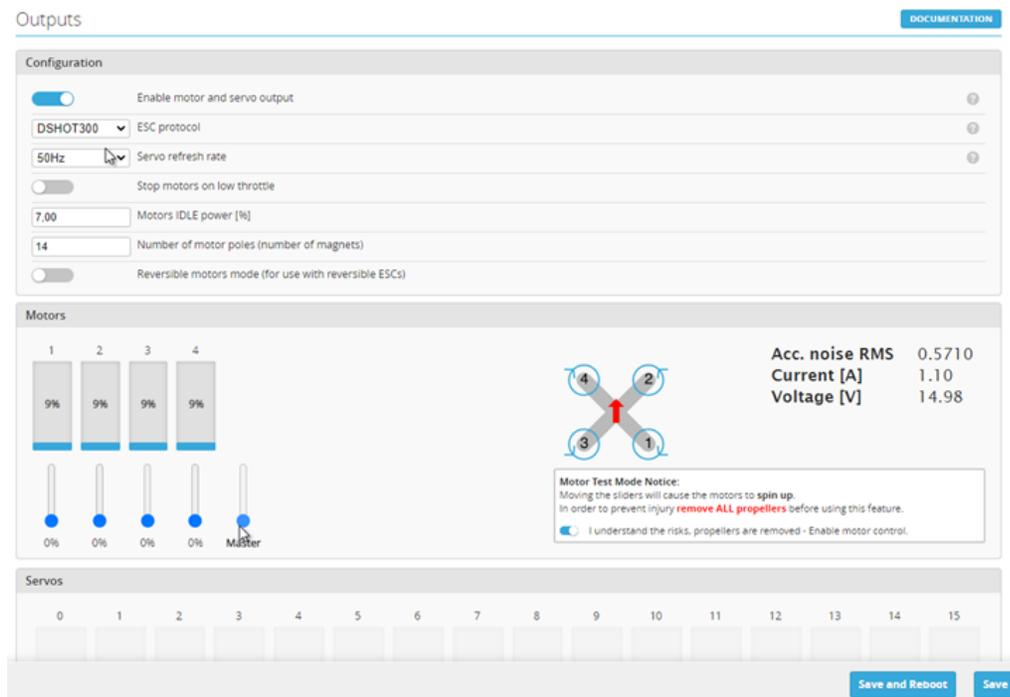 Outputs
DOCUMENTATION
Configuration
Enable motor and servo output
DSHOT300 ESC protocol
50Hz Servo refresh rate
Stop motors on low throttle
7,00 Motors IDLE power [%]
14 Number of motor poles (number of magnets)
Reversible motors mode (for use with reversible ESCs)
Motors
1 2 3 4
9% 9% 9% 9%
0% 0% 0% 0% Master
4 2
3 1
Acc. noise RMS 0.5710
Current [A] 1.10
Voltage [V] 14.98
Motor Test Mode Notice:
Moving the sliders will cause the motors to spin up.
In order to prevent injury remove ALL propellers before using this feature.
I understand the risks, propellers are removed - Enable motor control.
Servos
0 1 2 3 4 5 6 7 8 9 10 11 12 13 14 15
Save and Reboot Save